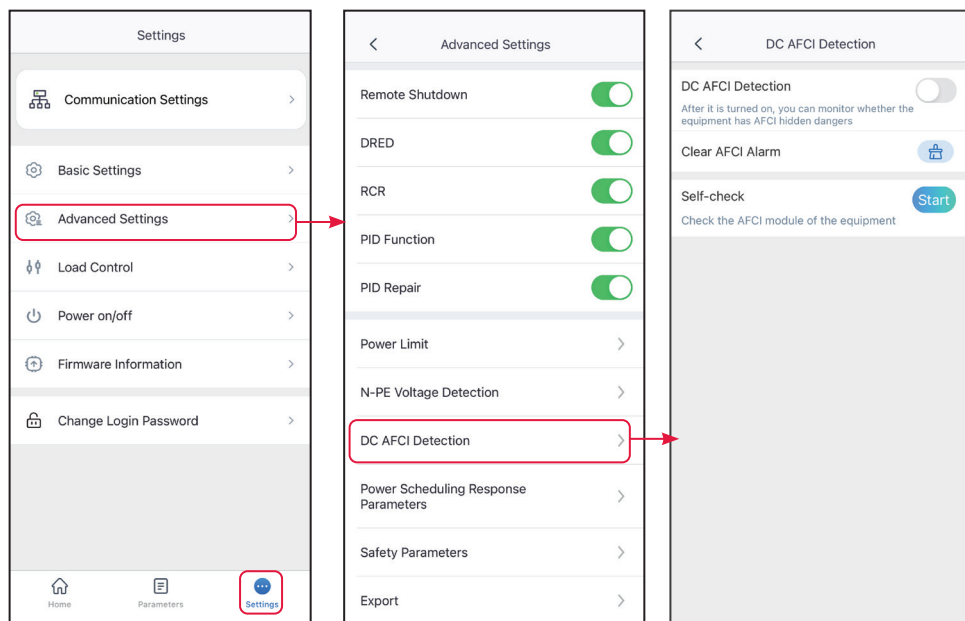 Settings
Communication Settings
Basic Settings
Advanced Settings
Load Control
Power on/off
Firmware Information
Change Login Password
Home
Parameters
Settings
Advanced Settings
Remote Shutdown
DRED
RCR
PID Function
PID Repair
Power Limit
N-PE Voltage Detection
DC AFCI Detection
Power Scheduling Response
Parameters
Safety Parameters
Export
DC AFCI Detection
DC AFCI Detection
After it is turned on, you can monitor whether the
equipment has AFCI hidden dangers
Clear AFCI Alarm
Self-check
Start
Check the AFCI module of the equipment